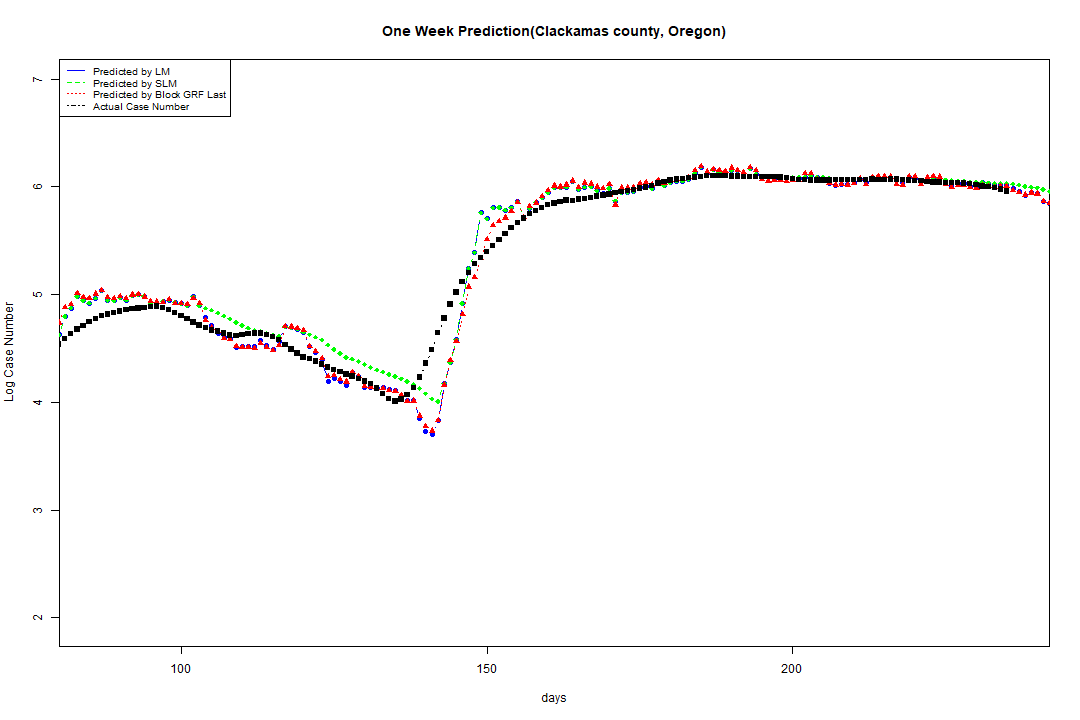 One Week Prediction(Clackamas county, Oregon)
Predicted by LM
Predicted by SLM
Predicted by Block GRF Last
Actual Case Number
7
6
5
4
3
2
Log Case Number
100 150 200
days